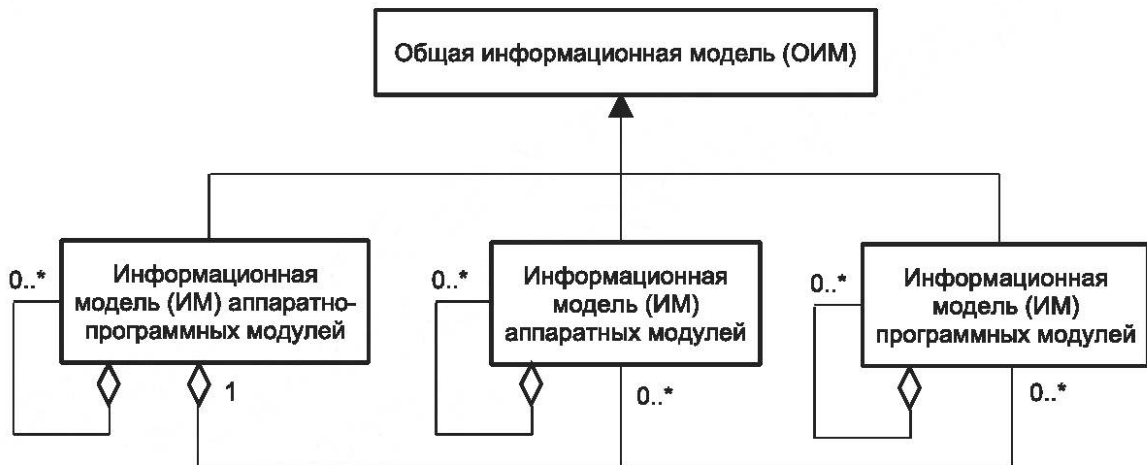 Общая информационная модель (ОИМ)
0..*
Информационная
модель (ИМ) аппаратно-
программных модулей
0..*
Информационная
модель (ИМ)
аппаратных модулей
0..*
Информационная
модель (ИМ)
программных модулей
1
0..*
0..*